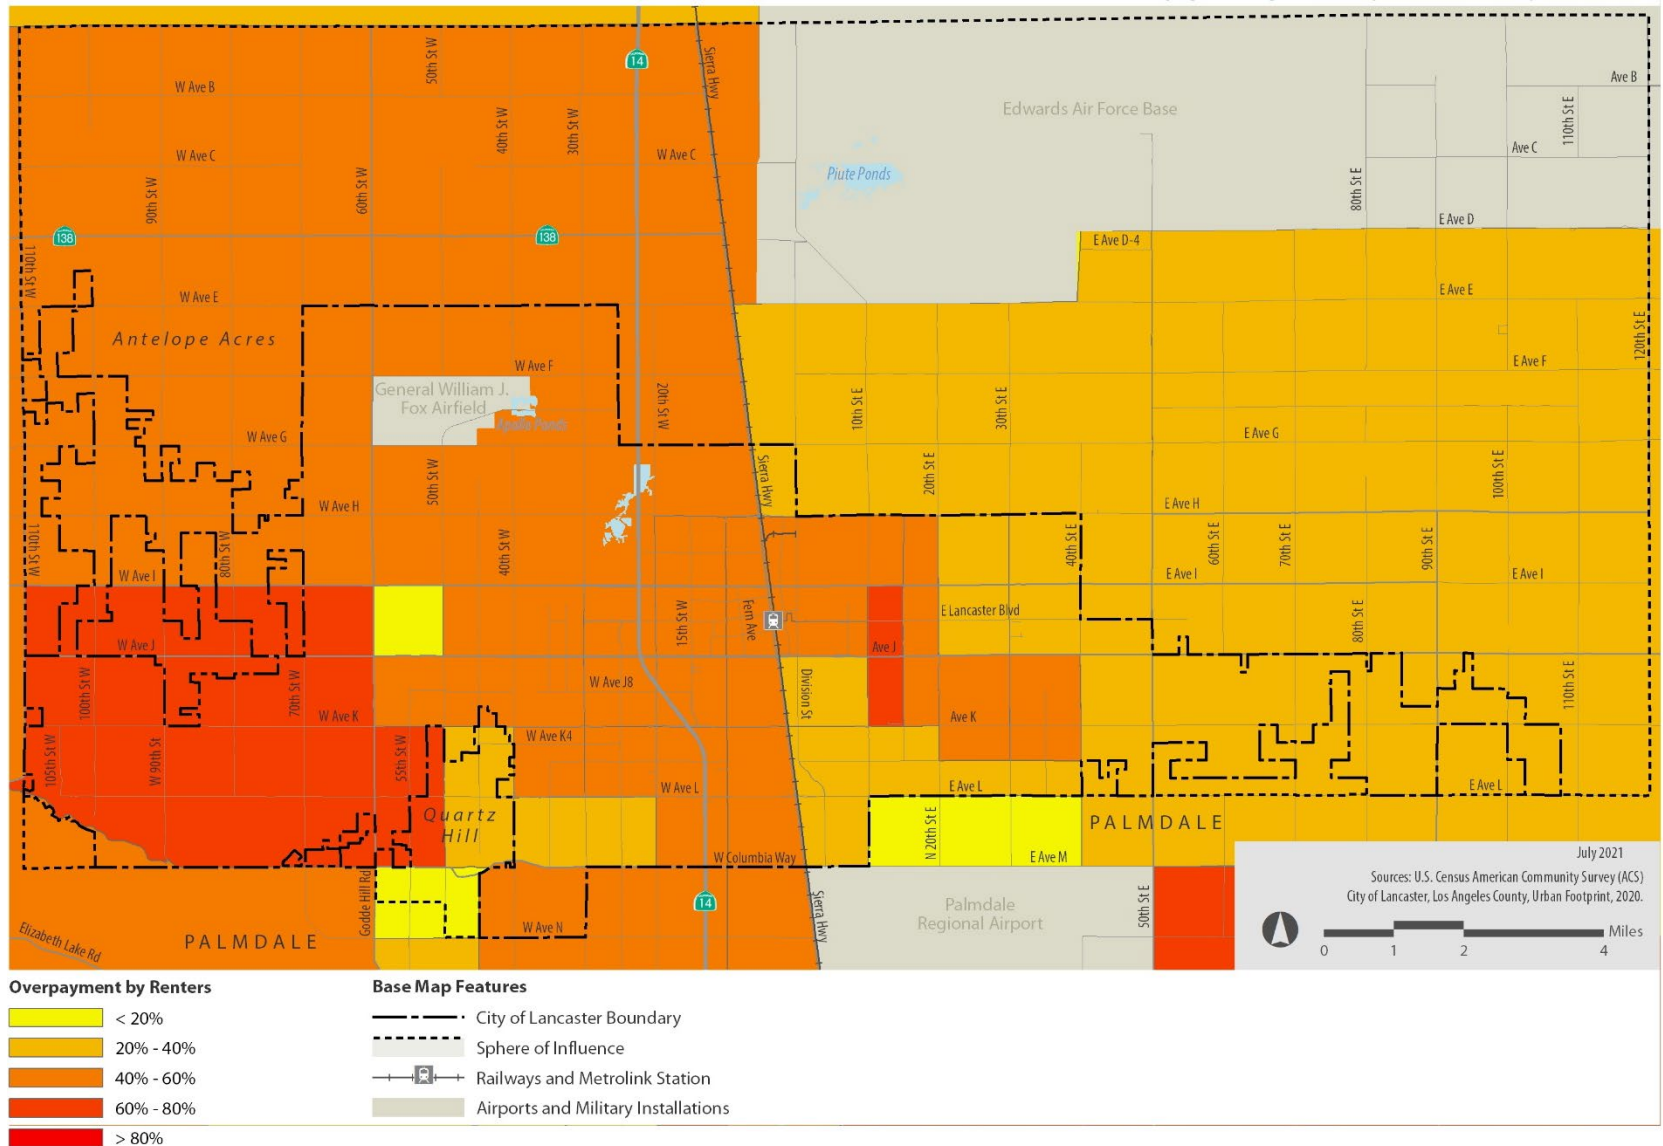 14
Sierra Hwy
50th St W
W Ave B
Edwards Air Force Base
Ave B
40th St W
30th St W
110th St E
W Ave C
W Ave C
Ave C
Piute Ponds
90th St W
60th St W
80th St E
138
138
E Ave D
E Ave D-4
110th St W
W Ave E
E Ave E
Antelope Acres
120th St E
W Ave F
E Ave F
General William J.
Fox Airfield
20th St W
10th St E
30th St E
Apollo Ponds
W Ave G
E Ave G
50th St W
Sierra Hwy
20th St E
100th St E
W Ave H
E Ave H
110th St W
80th St W
40th St W
40th St E
60th St E
70th St E
90th St E
W Ave I
E Ave I
E Ave I
15th St W
Fern Ave
E Lancaster Blvd
80th St E
W Ave J
Ave J
100th St W
70th St W
W Ave J8
Division St
110th St E
W Ave K
Ave K
W Ave K4
105th St W
W 90th St
55th St W
W Ave L
E Ave L
E Ave L
Quartz
Hill
N 20th St E
PALMDALE
W Columbia Way
E Ave M
July 2021
Sources: U.S. Census American Community Survey (ACS)
City of Lancaster, Los Angeles County, Urban Footprint, 2020.
Godde Hill Rd
14
Sierra Hwy
Palmdale
Regional Airport
50th St E
Elizabeth Lake Rd
PALMDALE
W Ave N
Miles
0 1 2 4
Overpayment by Renters
< 20%
20% - 40%
40% - 60%
60% - 80%
> 80%
Base Map Features
City of Lancaster Boundary
Sphere of Influence
Railways and Metrolink Station
Airports and Military Installations